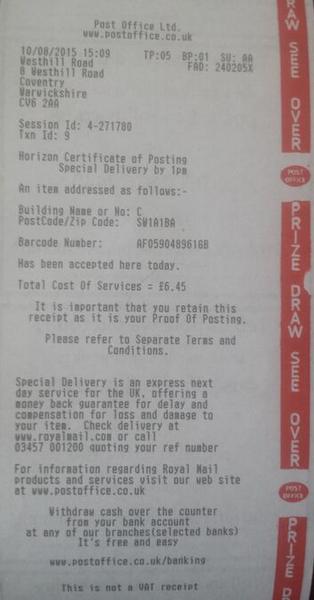 Post Office Ltd.
www.postoffice.co.uk
10/08/2015 15:09 TP:05 BP:01 SU: AA
Westhill Road FAD: 240205X
8 Westhill Road
Coventry
Warwickshire
CV6 2AA
Session Id: 4-271780
Txn Id: 9
Horizon Certificate of Posting
Special Delivery by 1pm
An item addressed as follows:-
Building Name or No: C
PostCode/Zip Code: SW1A1BA
Barcode Number: AF059048961GB
Has been accepted here today.
Total Cost Of Services = £6.45
It is important that you retain this
receipt as it is your Proof Of Posting.
Please refer to Separate Terms and
Conditions.
Special Delivery is an express next
day service for the UK, offering a
money back guarantee for delay and
compensation for loss and damage to
your item. Check delivery at
www.royalmail.com or call
03457 001200 quoting your ref number
For information regarding Royal Mail
products and services visit our web site
at www.postoffice.co.uk
Withdraw cash over the counter
from your bank account
at any of our branches(selected banks)
It's free and easy
www.postoffice.co.uk/banking
This is not a VAT receipt
RAW SEE OVER
POST OFFICE
PRIZE DRAW SEE OVER
POST OFFICE
PRIZE D